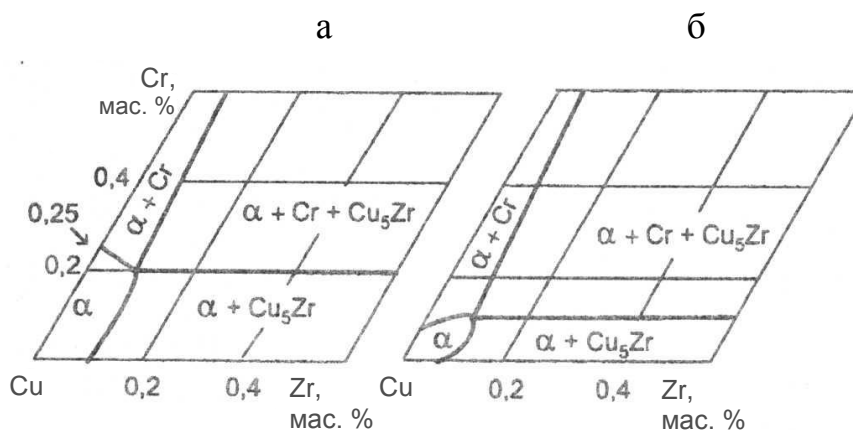 а
б
Cr,
мас. %
0,4
0,25
0,2
α + Cr
α + Cr + Cu₅Zr
α
α + Cu₅Zr
Cu
0,2
0,4
Zr,
мас. %
α + Cr
α + Cr + Cu₅Zr
α
α + Cu₅Zr
Cu
0,2
0,4
Zr,
мас. %